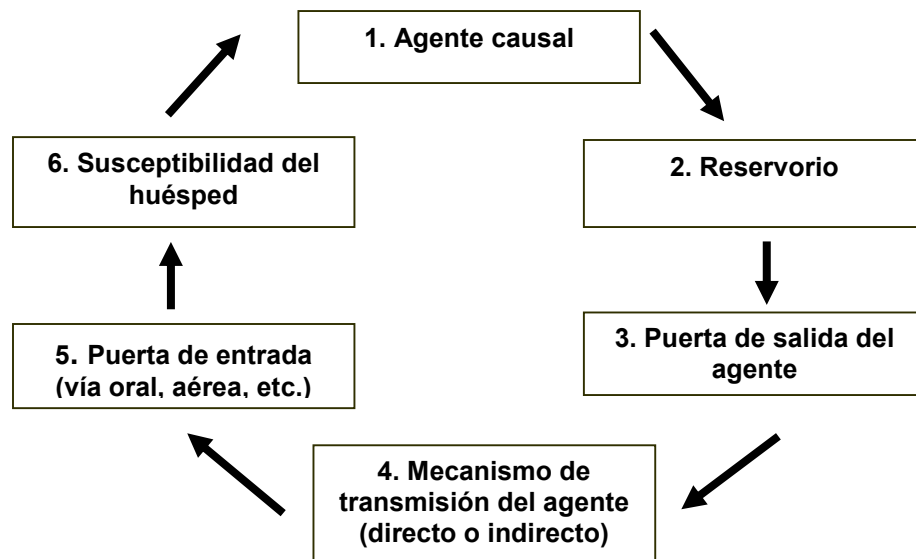 1. Agente causal
2. Reservorio
3. Puerta de salida del
agente
4. Mecanismo de
transmisión del agente
(directo o indirecto)
5. Puerta de entrada
(vía oral, aérea, etc.)
6. Susceptibilidad del
huésped